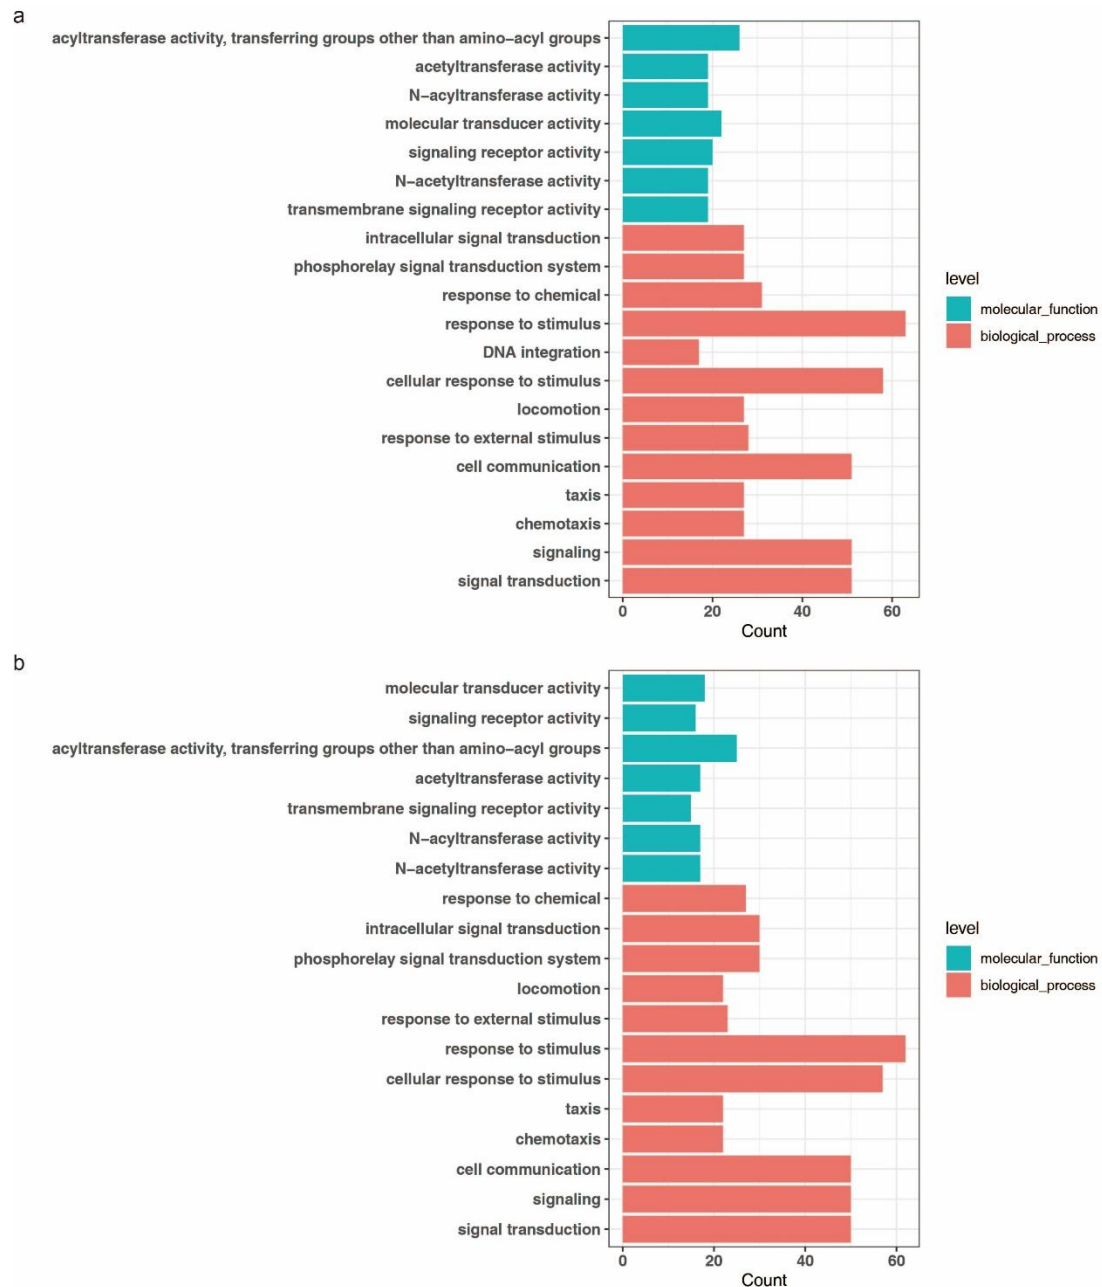 a
acyltransferase activity, transferring groups other than amino−acyl groups
acetyltransferase activity
N−acyltransferase activity
molecular transducer activity
signaling receptor activity
N−acetyltransferase activity
transmembrane signaling receptor activity
intracellular signal transduction
phosphorelay signal transduction system
response to chemical
response to stimulus
DNA integration
cellular response to stimulus
locomotion
response to external stimulus
cell communication
taxis
chemotaxis
signaling
signal transduction
0 20 40 60
Count
level
molecular_function
biological_process
b
molecular transducer activity
signaling receptor activity
acyltransferase activity, transferring groups other than amino−acyl groups
acetyltransferase activity
transmembrane signaling receptor activity
N−acyltransferase activity
N−acetyltransferase activity
response to chemical
intracellular signal transduction
phosphorelay signal transduction system
locomotion
response to external stimulus
response to stimulus
cellular response to stimulus
taxis
chemotaxis
cell communication
signaling
signal transduction
0 20 40 60
Count
level
molecular_function
biological_process